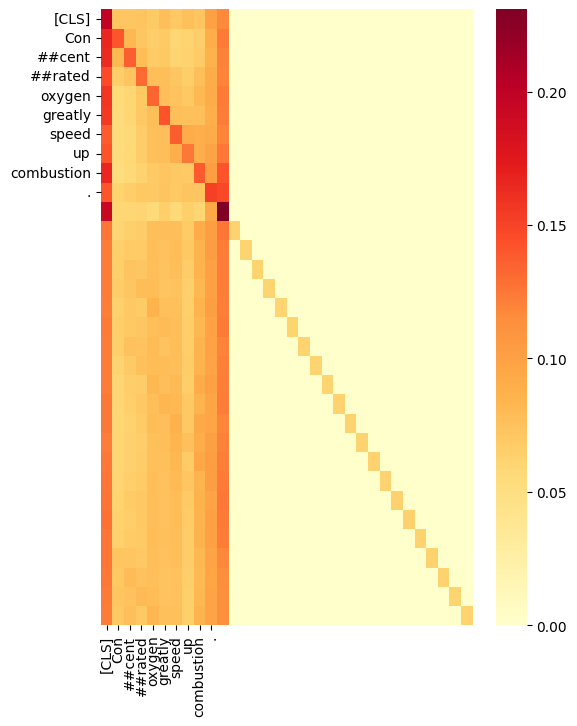 [CLS]
Con
##cent
##rated
oxygen
greatly
speed
up
combustion
.
0.20
0.15
0.10
0.05
0.00
[CLS]
Con
##cent
##rated
oxygen
greatly
speed
up
combustion
.